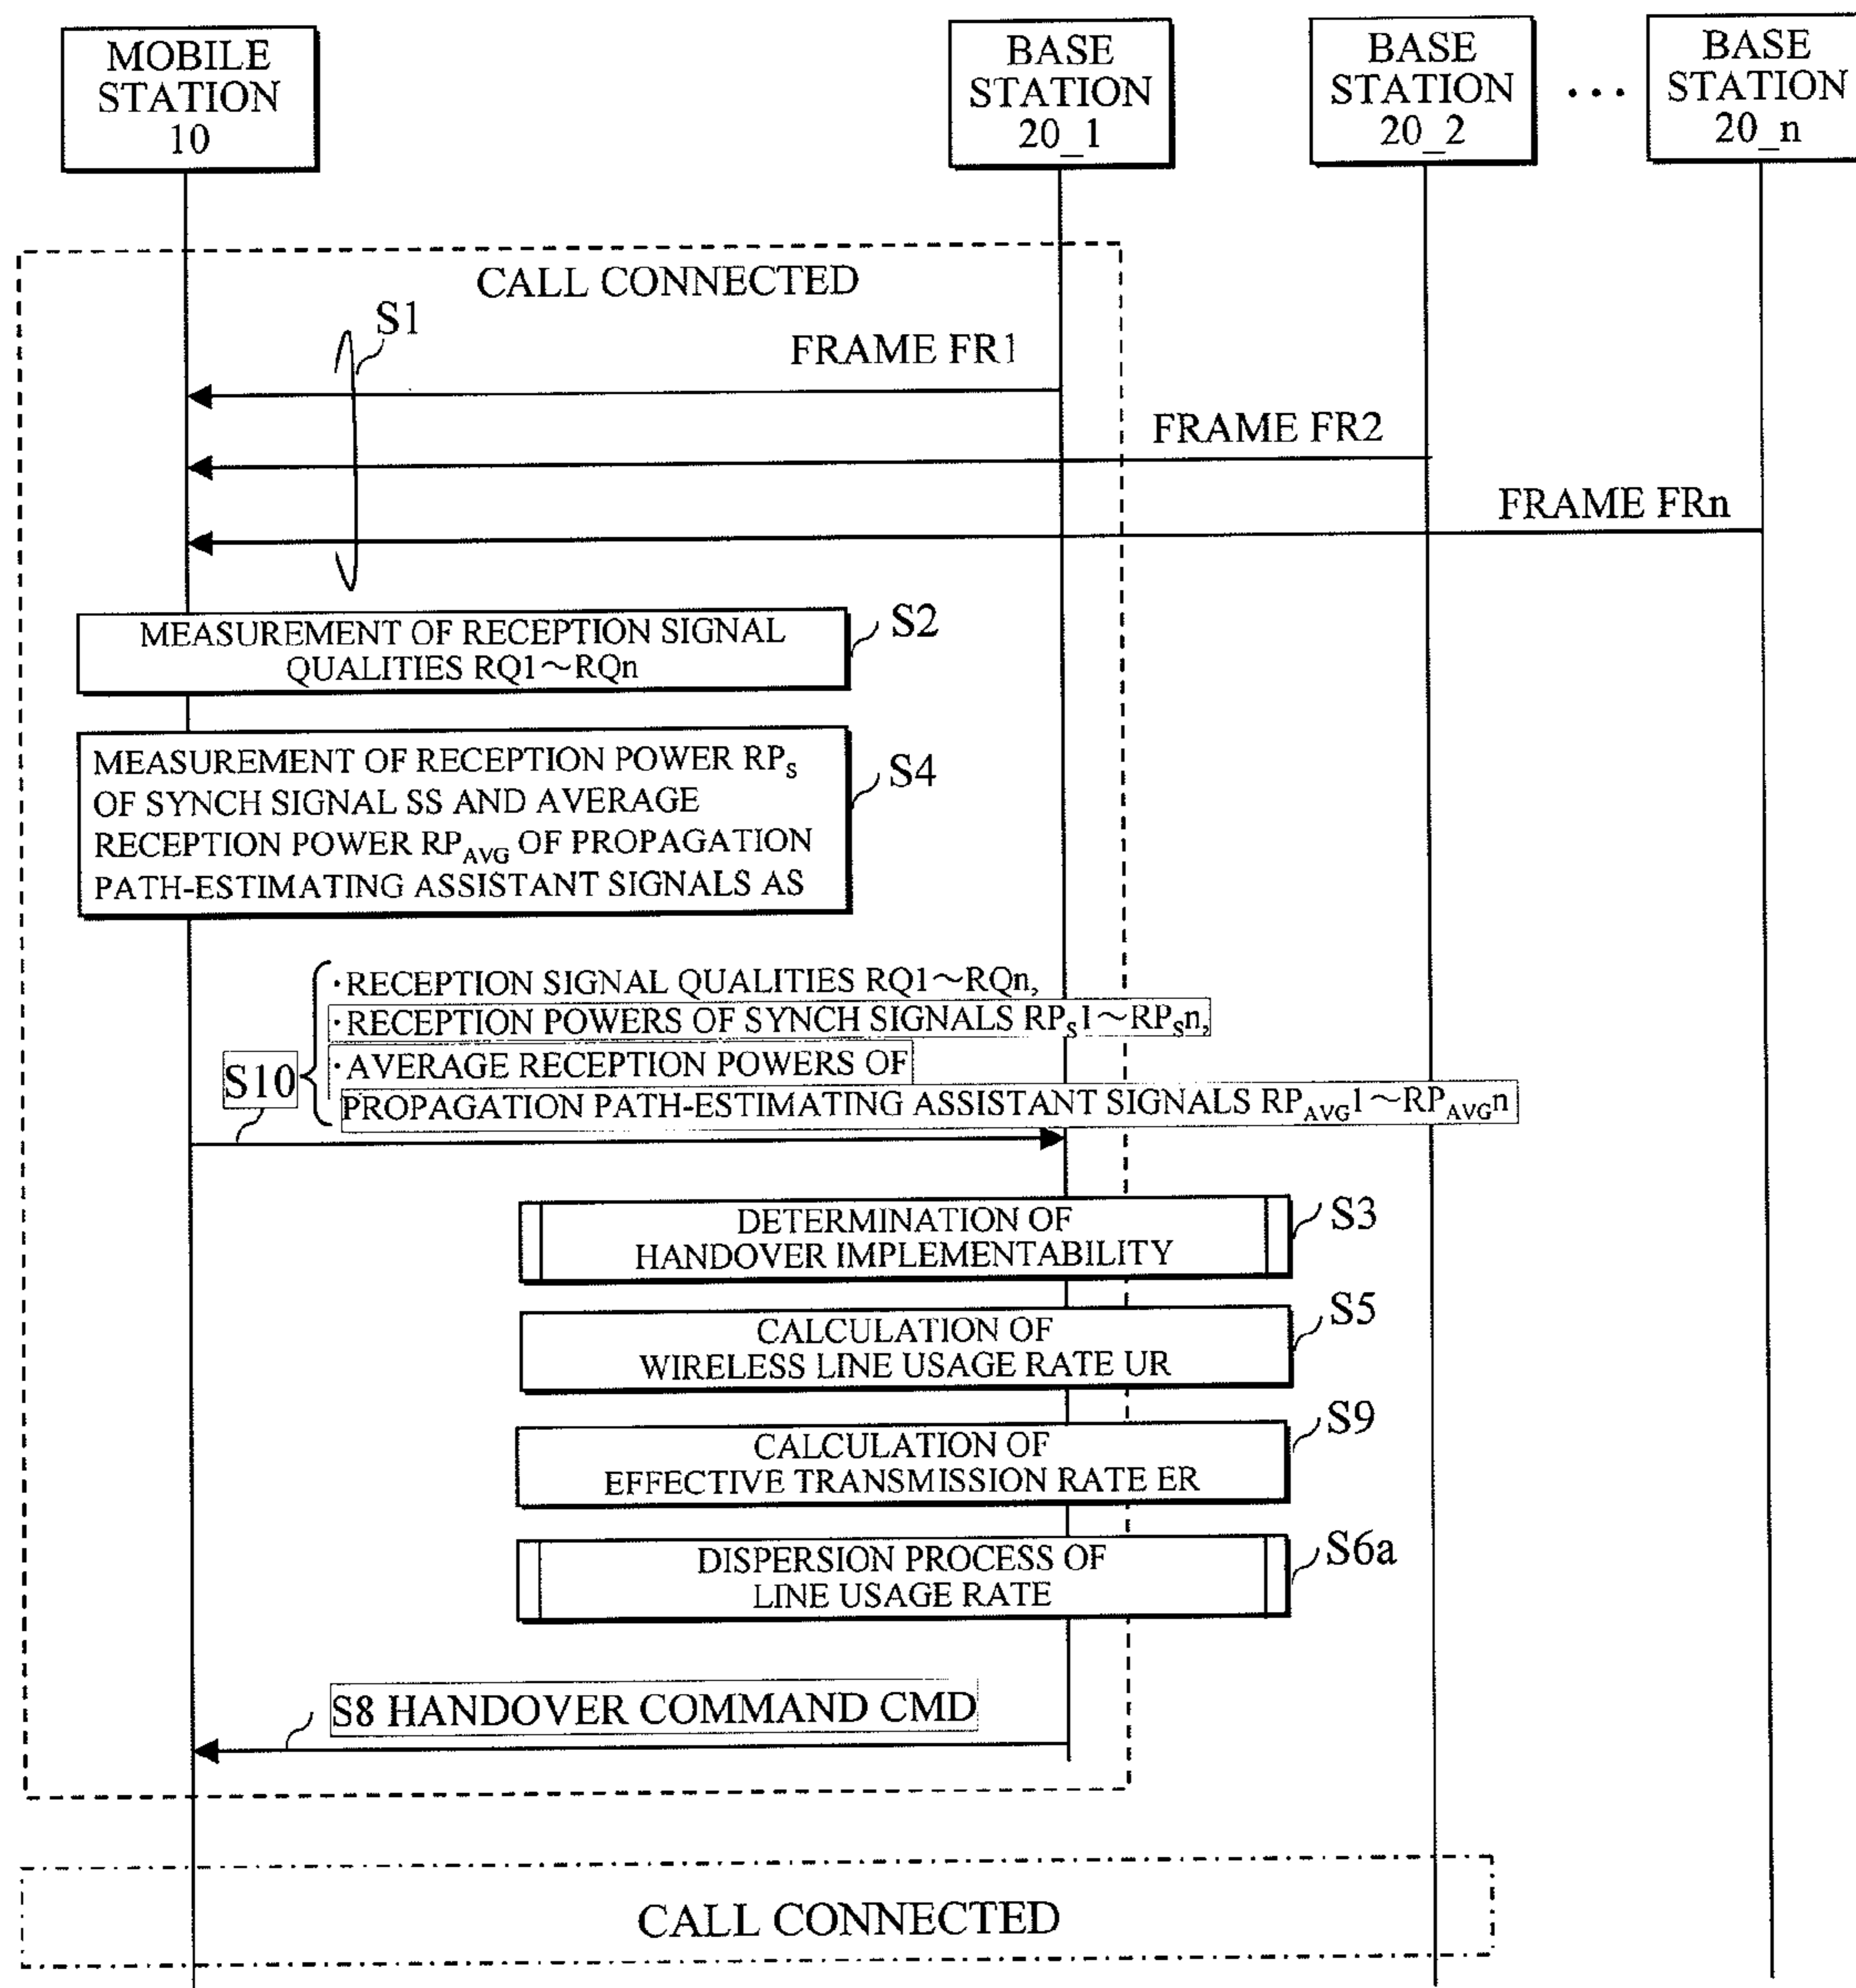 MOBILE
STATION
10
BASE
STATION
20_1
BASE
STATION
20_2
...
BASE
STATION
20_n
CALL CONNECTED
S1
FRAME FR1
FRAME FR2
FRAME FRn
MEASUREMENT OF RECEPTION SIGNAL
QUALITIES RQ1～RQn
S2
MEASUREMENT OF RECEPTION POWER RPS
OF SYNCH SIGNAL SS AND AVERAGE
RECEPTION POWER RPAVG OF PROPAGATION
PATH-ESTIMATING ASSISTANT SIGNALS AS
S4
S10
·RECEPTION SIGNAL QUALITIES RQ1～RQn,
·RECEPTION POWERS OF SYNCH SIGNALS RPS1～RPSn,
·AVERAGE RECEPTION POWERS OF
PROPAGATION PATH-ESTIMATING ASSISTANT SIGNALS RPAVG1～RPAVGn
DETERMINATION OF
HANDOVER IMPLEMENTABILITY
S3
CALCULATION OF
WIRELESS LINE USAGE RATE UR
S5
CALCULATION OF
EFFECTIVE TRANSMISSION RATE ER
S9
DISPERSION PROCESS OF
LINE USAGE RATE
S6a
S8 HANDOVER COMMAND CMD
CALL CONNECTED